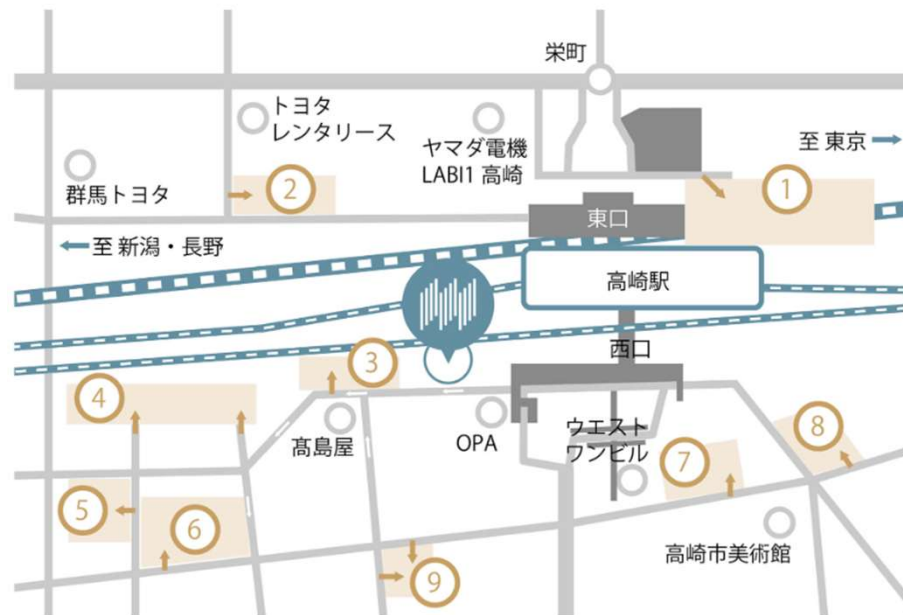 栄町
トヨタ
レンタリース
ヤマダ電機
LABI1 高崎
至 東京
群馬トヨタ
2
1
東口
至 新潟・長野
高崎駅
西口
3
4
髙島屋
OPA
ウエスト
ワンビル
7
8
5
6
高崎市美術館
9